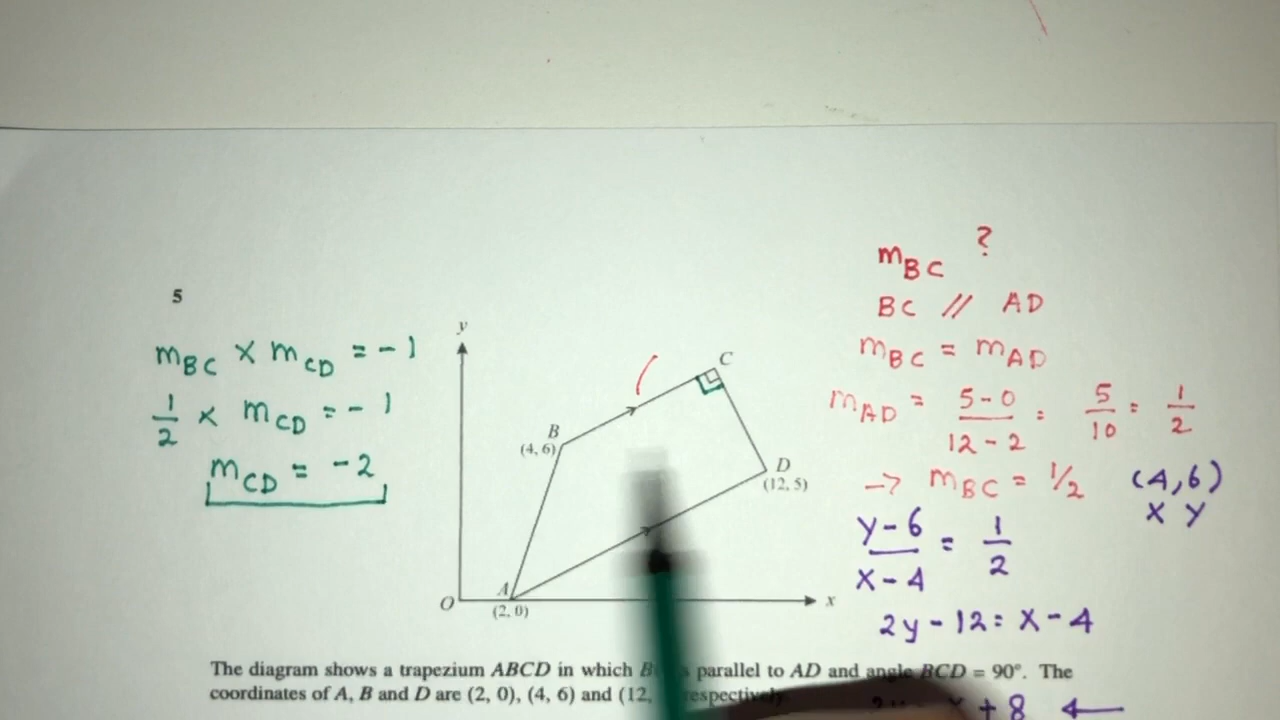 5
m_BC × m_CD = -1
1/2 × m_CD = -1
m_CD = -2
y
C
B
(4, 6)
D
(12, 5)
A
O
(2, 0)
x
m_BC ?
BC // AD
m_BC = m_AD
m_AD = 5-0/12-2 = 5/10 = 1/2
→ m_BC = 1/2 (4,6)
x y
y-6/x-4 = 1/2
2y-12 = x-4
+ 8 ←
The diagram shows a trapezium ABCD in which parallel to AD and angle BCD = 90°. The
coordinates of A, B and D are (2, 0), (4, 6) and (12, respectively